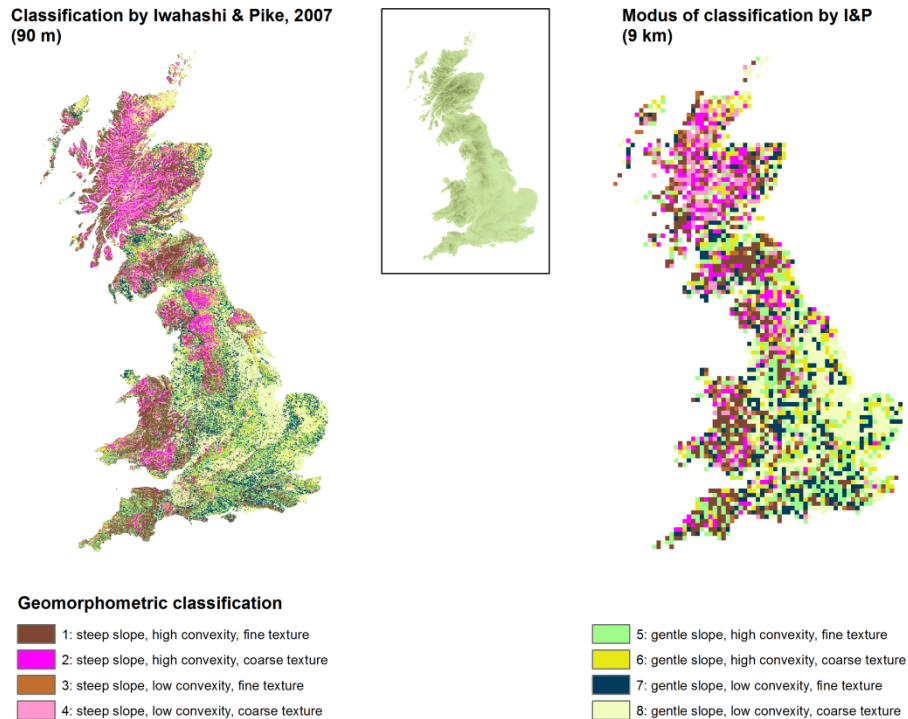 Classification by Iwahashi & Pike, 2007
(90 m)
Modus of classification by I&P
(9 km)
Geomorphometric classification
1: steep slope, high convexity, fine texture
2: steep slope, high convexity, coarse texture
3: steep slope, low convexity, fine texture
4: steep slope, low convexity, coarse texture
5: gentle slope, high convexity, fine texture
6: gentle slope, high convexity, coarse texture
7: gentle slope, low convexity, fine texture
8: gentle slope, low convexity, coarse texture